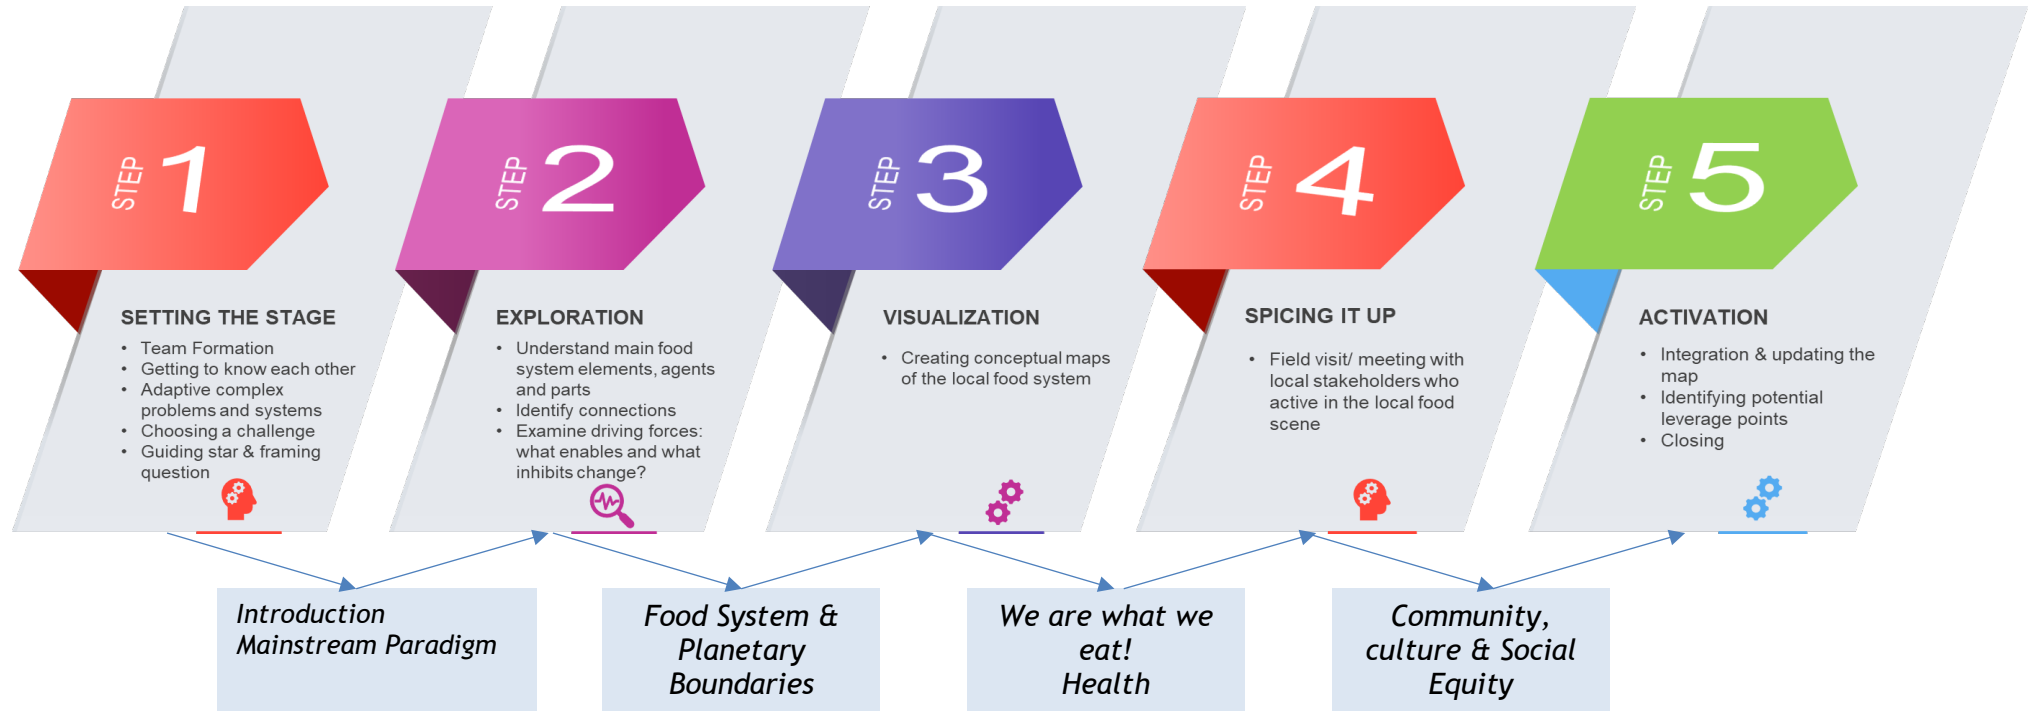 STEP 1
SETTING THE STAGE
• Team Formation
• Getting to know each other
• Adaptive complex
problems and systems
• Choosing a challenge
• Guiding star & framing
question
STEP 2
EXPLORATION
• Understand main food
system elements, agents
and parts
• Identify connections
• Examine driving forces:
what enables and what
inhibits change?
STEP 3
VISUALIZATION
• Creating conceptual maps
of the local food system
STEP 4
SPICING IT UP
• Field visit/ meeting with
local stakeholders who
active in the local food
scene
STEP 5
ACTIVATION
• Integration & updating the
map
• Identifying potential
leverage points
• Closing
Introduction
Mainstream Paradigm
Food System &
Planetary
Boundaries
We are what we
eat!
Health
Community,
culture & Social
Equity